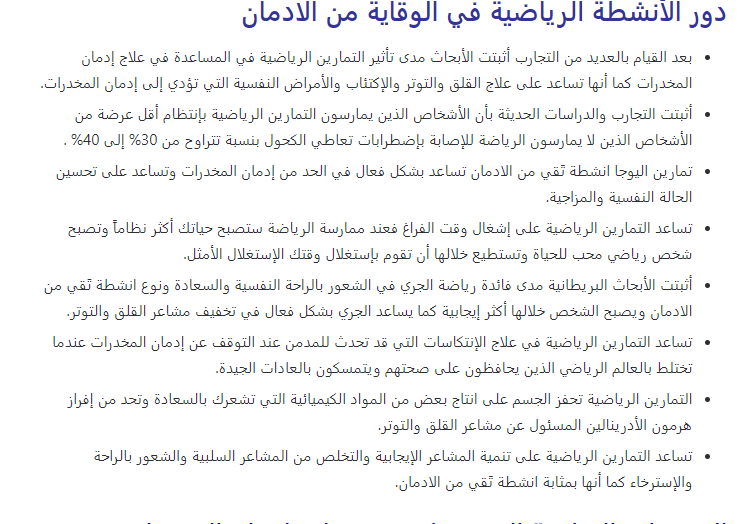 دور الأنشطة الرياضية في الوقاية من الادمان
بعد القيام بالعديد من التجارب أثبتت الأبحاث مدى تأثير التمارين الرياضية في المساعدة في علاج إدمان
المخدرات كما أنها تساعد على علاج القلق والتوتر والإكتئاب والأمراض النفسية التي تؤدي إلى إدمان المخدرات.
أثبتت التجارب والدراسات الحديثة بأن الأشخاص الذين يمارسون التمارين الرياضية بإنتظام أقل عرضة من
الأشخاص الذين لا يمارسون الرياضة للإصابة بإضطرابات تعاطي الكحول بنسبة تتراوح من 30% إلى 40% .
تمارين اليوجا انشطة تَقي من الادمان تساعد بشكل فعال في الحد من إدمان المخدرات وتساعد على تحسين
الحالة النفسية والمزاجية.
تساعد التمارين الرياضية على إشغال وقت الفراغ فعند ممارسة الرياضة ستصبح حياتك أكثر نظاماً وتصبح
شخص رياضي محب للحياة وتستطيع خلالها أن تقوم بإستغلال وقتك الإستغلال الأمثل.
أثبتت الأبحاث البريطانية مدى فائدة رياضة الجري في الشعور بالراحة النفسية والسعادة ونوع انشطة تَقي من
الادمان ويصبح الشخص خلالها أكثر إيجابية كما يساعد الجري بشكل فعال في تخفيف مشاعر القلق والتوتر.
تساعد التمارين الرياضية في علاج الإنتكاسات التي قد تحدث للمدمن عند التوقف عن إدمان المخدرات عندما
تختلط بالعالم الرياضي الذين يحافظون على صحتهم ويتمسكون بالعادات الجيدة.
التمارين الرياضية تحفز الجسم على انتاج بعض من المواد الكيميائية التي تشعرك بالسعادة وتحد من إفراز
هرمون الأدرينالين المسئول عن مشاعر القلق والتوتر.
تساعد التمارين الرياضية على تنمية المشاعر الإيجابية والتخلص من المشاعر السلبية والشعور بالراحة
والإسترخاء كما أنها بمثابة انشطة تَقي من الادمان.